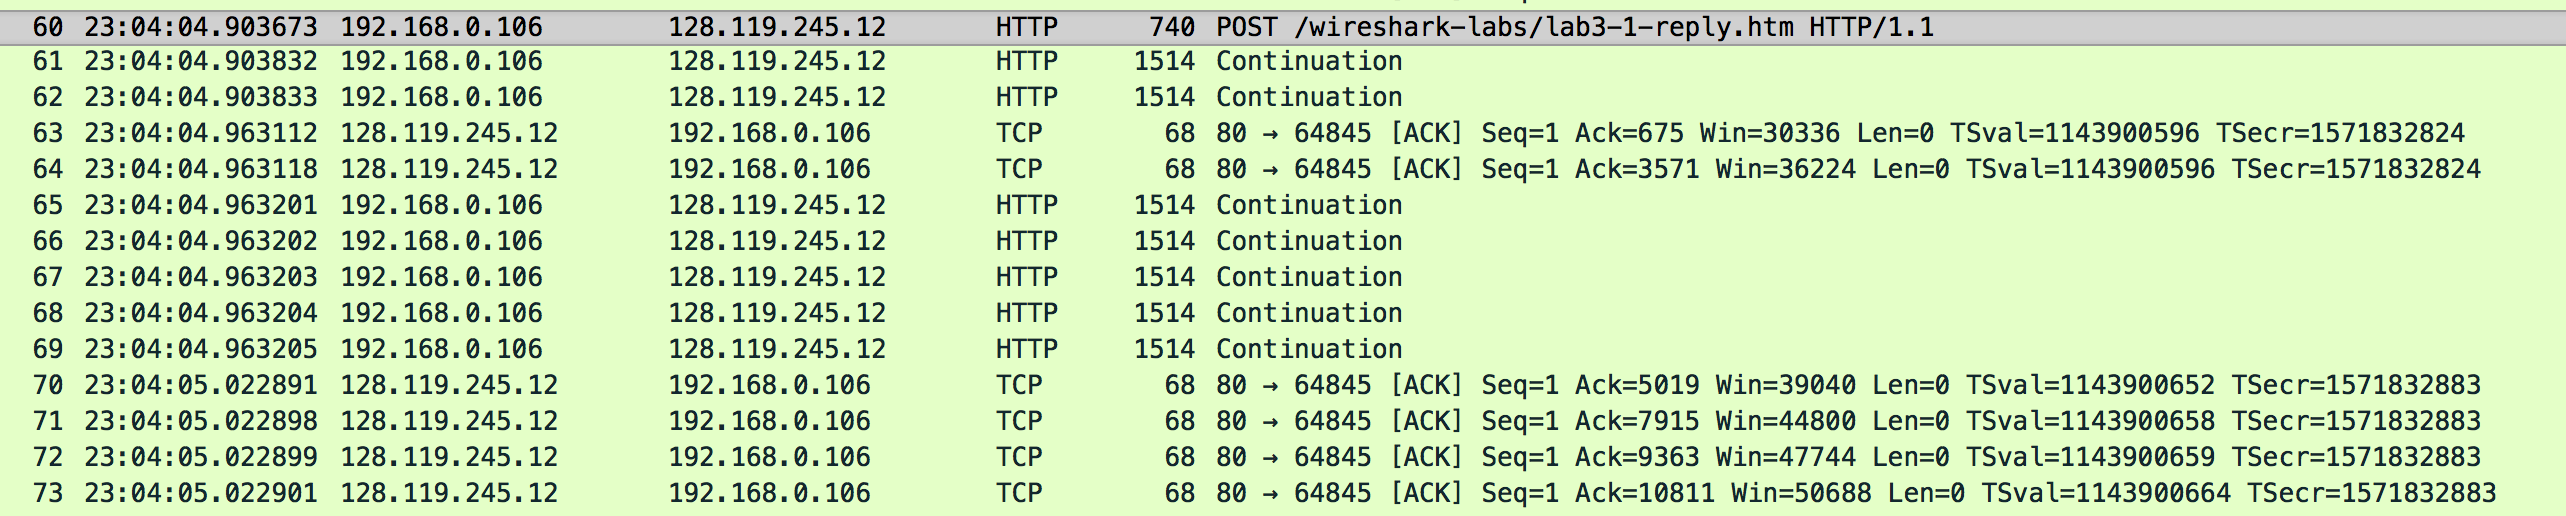 60 23:04:04.903673 192.168.0.106 128.119.245.12 HTTP 740 POST /wireshark-labs/lab3-1-reply.htm HTTP/1.1
61 23:04:04.903832 192.168.0.106 128.119.245.12 HTTP 1514 Continuation
62 23:04:04.903833 192.168.0.106 128.119.245.12 HTTP 1514 Continuation
63 23:04:04.963112 128.119.245.12 192.168.0.106 TCP 68 80 → 64845 [ACK] Seq=1 Ack=675 Win=30336 Len=0 TSval=1143900596 TSecr=1571832824
64 23:04:04.963118 128.119.245.12 192.168.0.106 TCP 68 80 → 64845 [ACK] Seq=1 Ack=3571 Win=36224 Len=0 TSval=1143900596 TSecr=1571832824
65 23:04:04.963201 192.168.0.106 128.119.245.12 HTTP 1514 Continuation
66 23:04:04.963202 192.168.0.106 128.119.245.12 HTTP 1514 Continuation
67 23:04:04.963203 192.168.0.106 128.119.245.12 HTTP 1514 Continuation
68 23:04:04.963204 192.168.0.106 128.119.245.12 HTTP 1514 Continuation
69 23:04:04.963205 192.168.0.106 128.119.245.12 HTTP 1514 Continuation
70 23:04:05.022891 128.119.245.12 192.168.0.106 TCP 68 80 → 64845 [ACK] Seq=1 Ack=5019 Win=39040 Len=0 TSval=1143900652 TSecr=1571832883
71 23:04:05.022898 128.119.245.12 192.168.0.106 TCP 68 80 → 64845 [ACK] Seq=1 Ack=7915 Win=44800 Len=0 TSval=1143900658 TSecr=1571832883
72 23:04:05.022899 128.119.245.12 192.168.0.106 TCP 68 80 → 64845 [ACK] Seq=1 Ack=9363 Win=47744 Len=0 TSval=1143900659 TSecr=1571832883
73 23:04:05.022901 128.119.245.12 192.168.0.106 TCP 68 80 → 64845 [ACK] Seq=1 Ack=10811 Win=50688 Len=0 TSval=1143900664 TSecr=1571832883